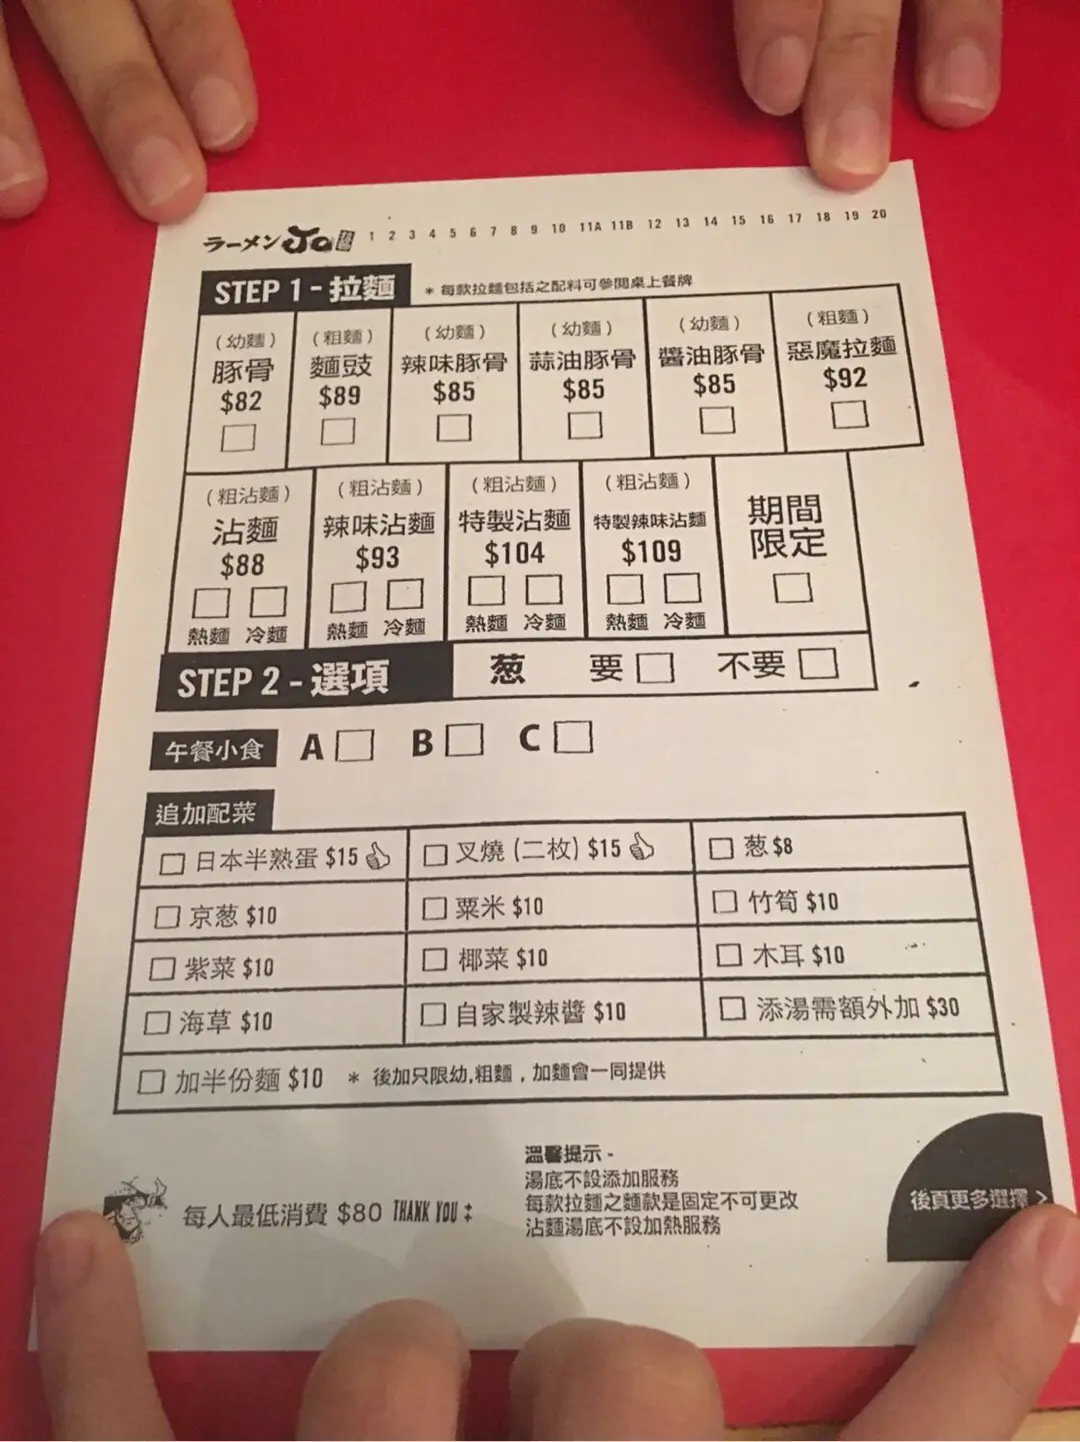 ラーメン Jo 1 2 3 4 5 6 7 8 9 10 11A 11B 12 13 14 15 16 17 18 19 20
STEP 1 - 拉麵 * 每款拉麵包括之配料可參閱桌上餐牌
(幼麵) (粗麵) (幼麵) (幼麵) (幼麵) (粗麵)
豚骨 麵豉 辣味豚骨 蒜油豚骨 醬油豚骨 惡魔拉麵
$82 $89 $85 $85 $85 $92
(粗沾麵) (粗沾麵) (粗沾麵) (粗沾麵)
沾麵 辣味沾麵 特製沾麵 特製辣味沾麵 期間
限定
$88 $93 $104 $109
熱麵 冷麵 熱麵 冷麵 熱麵 冷麵 熱麵 冷麵
STEP 2 - 選項 葱 要 不要
午餐小食 A B C
追加配菜
日本半熟蛋 $15 叉燒 (二枚) $15 葱 $8
京葱 $10 粟米 $10 竹筍 $10
紫菜 $10 椰菜 $10 木耳 $10
海草 $10 自家製辣醬 $10 添湯需額外加 $30
加半份麵 $10 * 後加只限幼,粗麵，加麵會一同提供
溫馨提示 -
湯底不設添加服務
每款拉麵之麵款是固定不可更改
沾麵湯底不設加熱服務
每人最低消費 $80 THANK YOU
後頁更多選擇 >